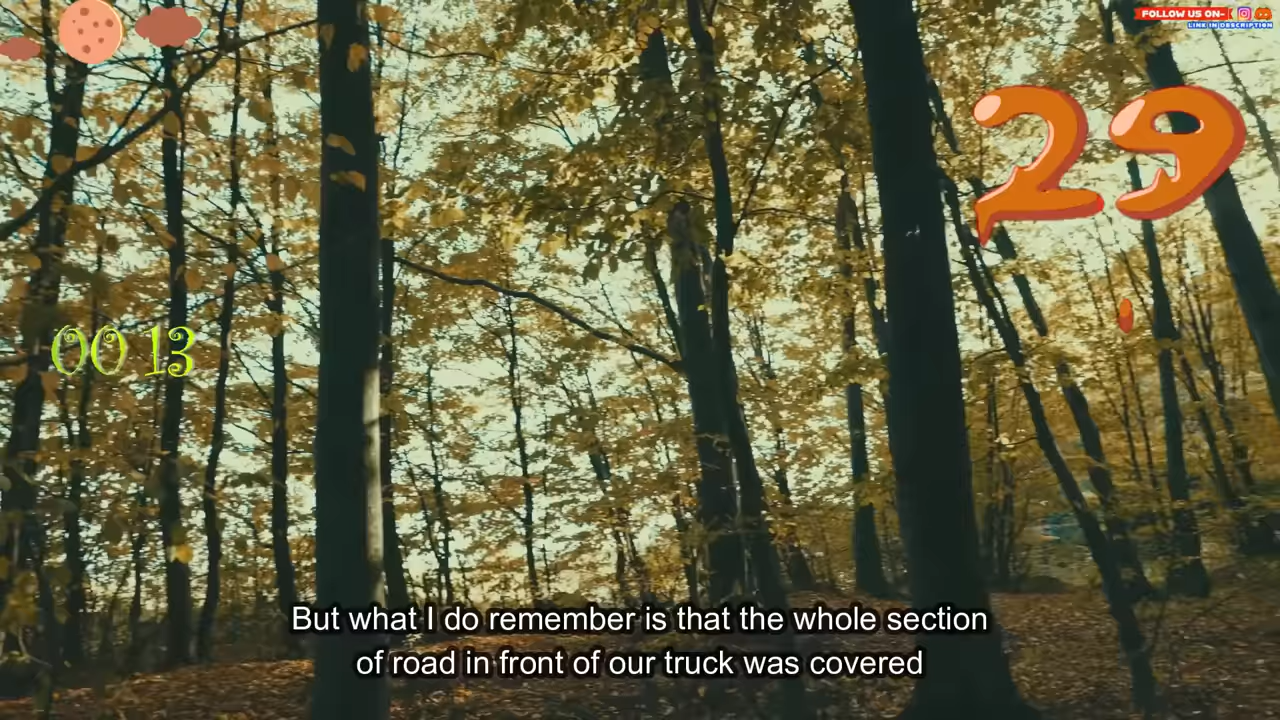 FOLLOW US ON-
LINK IN DESCRIPTION
29
00 13
But what I do remember is that the whole section
of road in front of our truck was covered